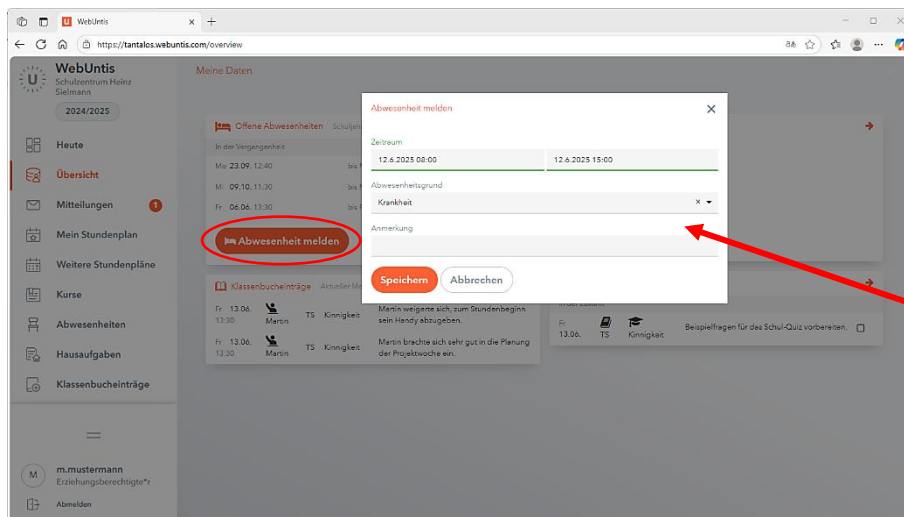 WebUntis
https://tantalos.webuntis.com/overview
WebUntis
Schulzentrum Heinz
Sielmann
2024/2025
Heute
Übersicht
Mitteilungen 1
Mein Stundenplan
Weitere Stundenpläne
Kurse
Abwesenheiten
Hausaufgaben
Klassenbucheinträge
M m.mustermann
Erziehungsberechtigte*r
Abmelden
Meine Daten
Offene Abwesenheiten
In der Vergangenheit
23.09. 12:40 bis
Mi 09.10. 11:30 bis
Fr 06.06. 13:30 bis
Abwesenheit melden
Abwesenheit melden
Zeitraum
12.6.2025 08:00 12.6.2025 15:00
Abwesenheitsgrund
Krankheit
Anmerkung
Speichern Abbrechen
Klassenbucheinträge
Fr 13.06. 13:30 Martin TS Kinnigkeit
Martin weigerte sich, zum Stundenbeginn
sein Handy abzugeben.
Fr 13.06. 13:30 Martin TS Kinnigkeit
Martin brachte sich sehr gut in die Planung
der Projektwoche ein.
Fr 13.06. TS Kinnigkeit
Beispielfragen für das Schul-Quiz vorbereiten.